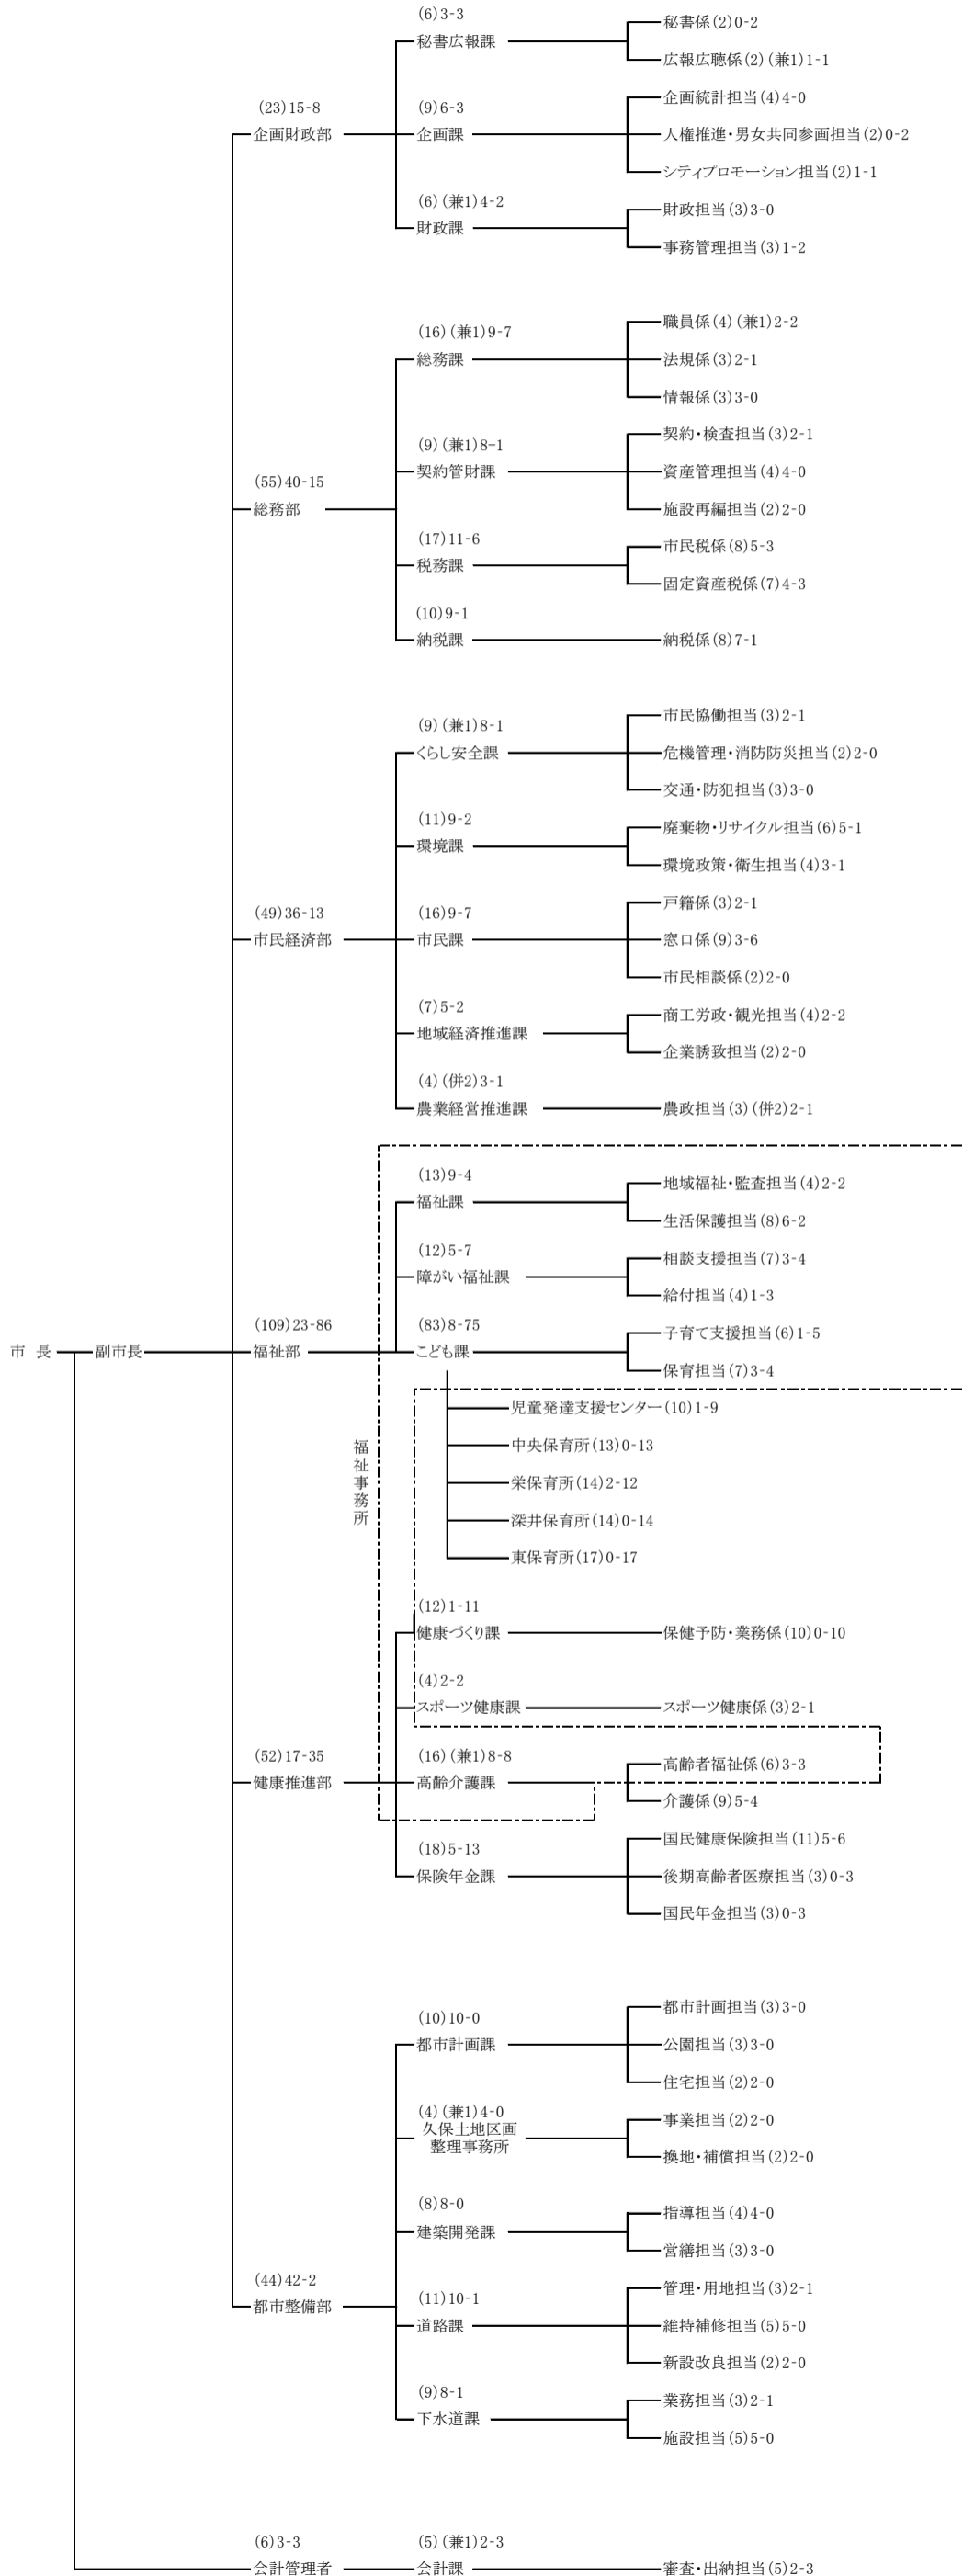 (6)3-3
秘書広報課
秘書係(2)0-2
広報広聴係(2)(兼1)1-1
(23)15-8
企画財政部
(9)6-3
企画課
企画統計担当(4)4-0
人権推進・男女共同参画担当(2)0-2
シティプロモーション担当(2)1-1
(6)(兼1)4-2
財政課
財政担当(3)3-0
事務管理担当(3)1-2
(16)(兼1)9-7
総務課
職員係(4)(兼1)2-2
法規係(3)2-1
情報係(3)3-0
(55)40-15
総務部
(9)(兼1)8-1
契約管財課
契約・検査担当(3)2-1
資産管理担当(4)4-0
施設再編担当(2)2-0
(17)11-6
税務課
市民税係(8)5-3
固定資産税係(7)4-3
(10)9-1
納税課
納税係(8)7-1
(9)(兼1)8-1
くらし安全課
市民協働担当(3)2-1
危機管理・消防防災担当(2)2-0
交通・防犯担当(3)3-0
(11)9-2
環境課
廃棄物・リサイクル担当(6)5-1
環境政策・衛生担当(4)3-1
(49)36-13
市民経済部
(16)9-7
市民課
戸籍係(3)2-1
窓口係(9)3-6
市民相談係(2)2-0
(7)5-2
地域経済推進課
商工労政・観光担当(4)2-2
企業誘致担当(2)2-0
(4)(併2)3-1
農業経営推進課
農政担当(3)(併2)2-1
(13)9-4
福祉課
地域福祉・監査担当(4)2-2
生活保護担当(8)6-2
(12)5-7
障がい福祉課
相談支援担当(7)3-4
給付担当(4)1-3
市 長
副市長
(109)23-86
福祉部
(83)8-75
こども課
子育て支援担当(6)1-5
保育担当(7)3-4
児童発達支援センター(10)1-9
中央保育所(13)0-13
栄保育所(14)2-12
深井保育所(14)0-14
東保育所(17)0-17
福祉事務所
(12)1-11
健康づくり課
保健予防・業務係(10)0-10
(4)2-2
スポーツ健康課
スポーツ健康係(3)2-1
(52)17-35
健康推進部
(16)(兼1)8-8
高齢介護課
高齢者福祉係(6)3-3
介護係(9)5-4
(18)5-13
保険年金課
国民健康保険担当(11)5-6
後期高齢者医療担当(3)0-3
国民年金担当(3)0-3
(10)10-0
都市計画課
都市計画担当(3)3-0
公園担当(3)3-0
住宅担当(2)2-0
(4)(兼1)4-0
久保土地区画
整理事務所
事業担当(2)2-0
換地・補償担当(2)2-0
(8)8-0
建築開発課
指導担当(4)4-0
営繕担当(3)3-0
(44)42-2
都市整備部
(11)10-1
道路課
管理・用地担当(3)2-1
維持補修担当(5)5-0
新設改良担当(2)2-0
(9)8-1
下水道課
業務担当(3)2-1
施設担当(5)5-0
(6)3-3
会計管理者
(5)(兼1)2-3
会計課
審査・出納担当(5)2-3